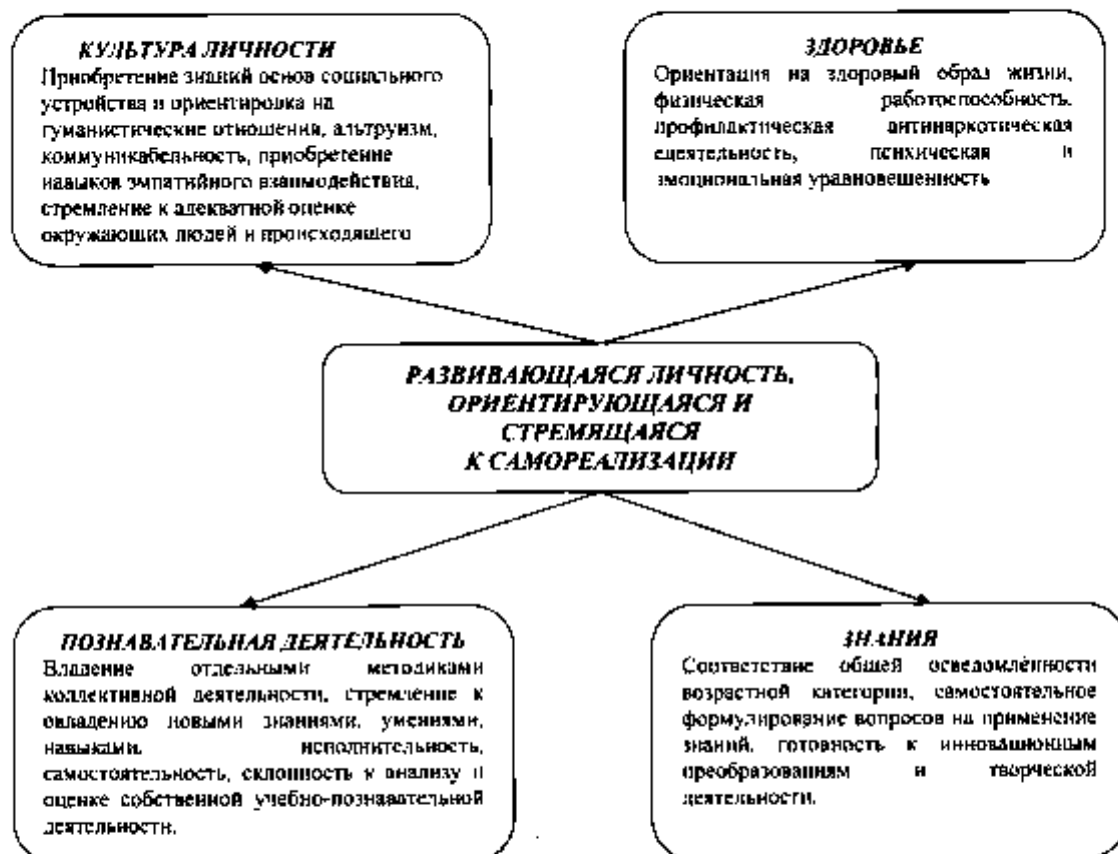 КУЛЬТУРА ЛИЧНОСТИ
Приобретение знаний основ социального
устройства и ориентировка на
гуманистические отношения, альтруизм,
коммуникабельность, приобретение
навыков эмпатийного взаимодействия,
стремление к адекватной оценке
окружающих людей и происходящего
ЗДОРОВЬЕ
Ориентация на здоровый образ жизни,
физическая работоспособность,
профилактическая антинаркотическая
деятельность, психическая и
эмоциональная уравновешенность
РАЗВИВАЮЩАЯСЯ ЛИЧНОСТЬ,
ОРИЕНТИРУЮЩАЯСЯ И
СТРЕМЯЩАЯСЯ
К САМОРЕАЛИЗАЦИИ
ПОЗНАВАТЕЛЬНАЯ ДЕЯТЕЛЬНОСТЬ
Владение отдельными методиками
коллективной деятельности, стремление к
овладению новыми знаниями, умениями,
навыками, исполнительность,
самостоятельность, склонность к анализу и
оценке собственной учебно-познавательной
деятельности.
ЗНАНИЯ
Соответствие общей осведомлённости
возрастной категории, самостоятельное
формулирование вопросов на применение
знаний, готовность к инновационным
преобразованиям и творческой
деятельности.